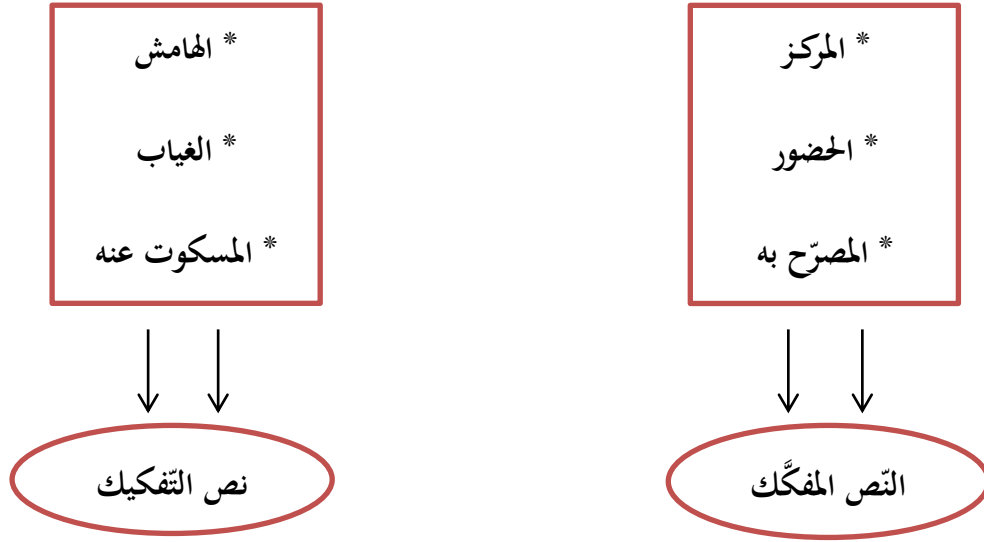 * المركز
* الحضور
* المصرّح به
النّص المفكَّك
* الهامش
* الغياب
* المسكوت عنه
نص التّفكيك